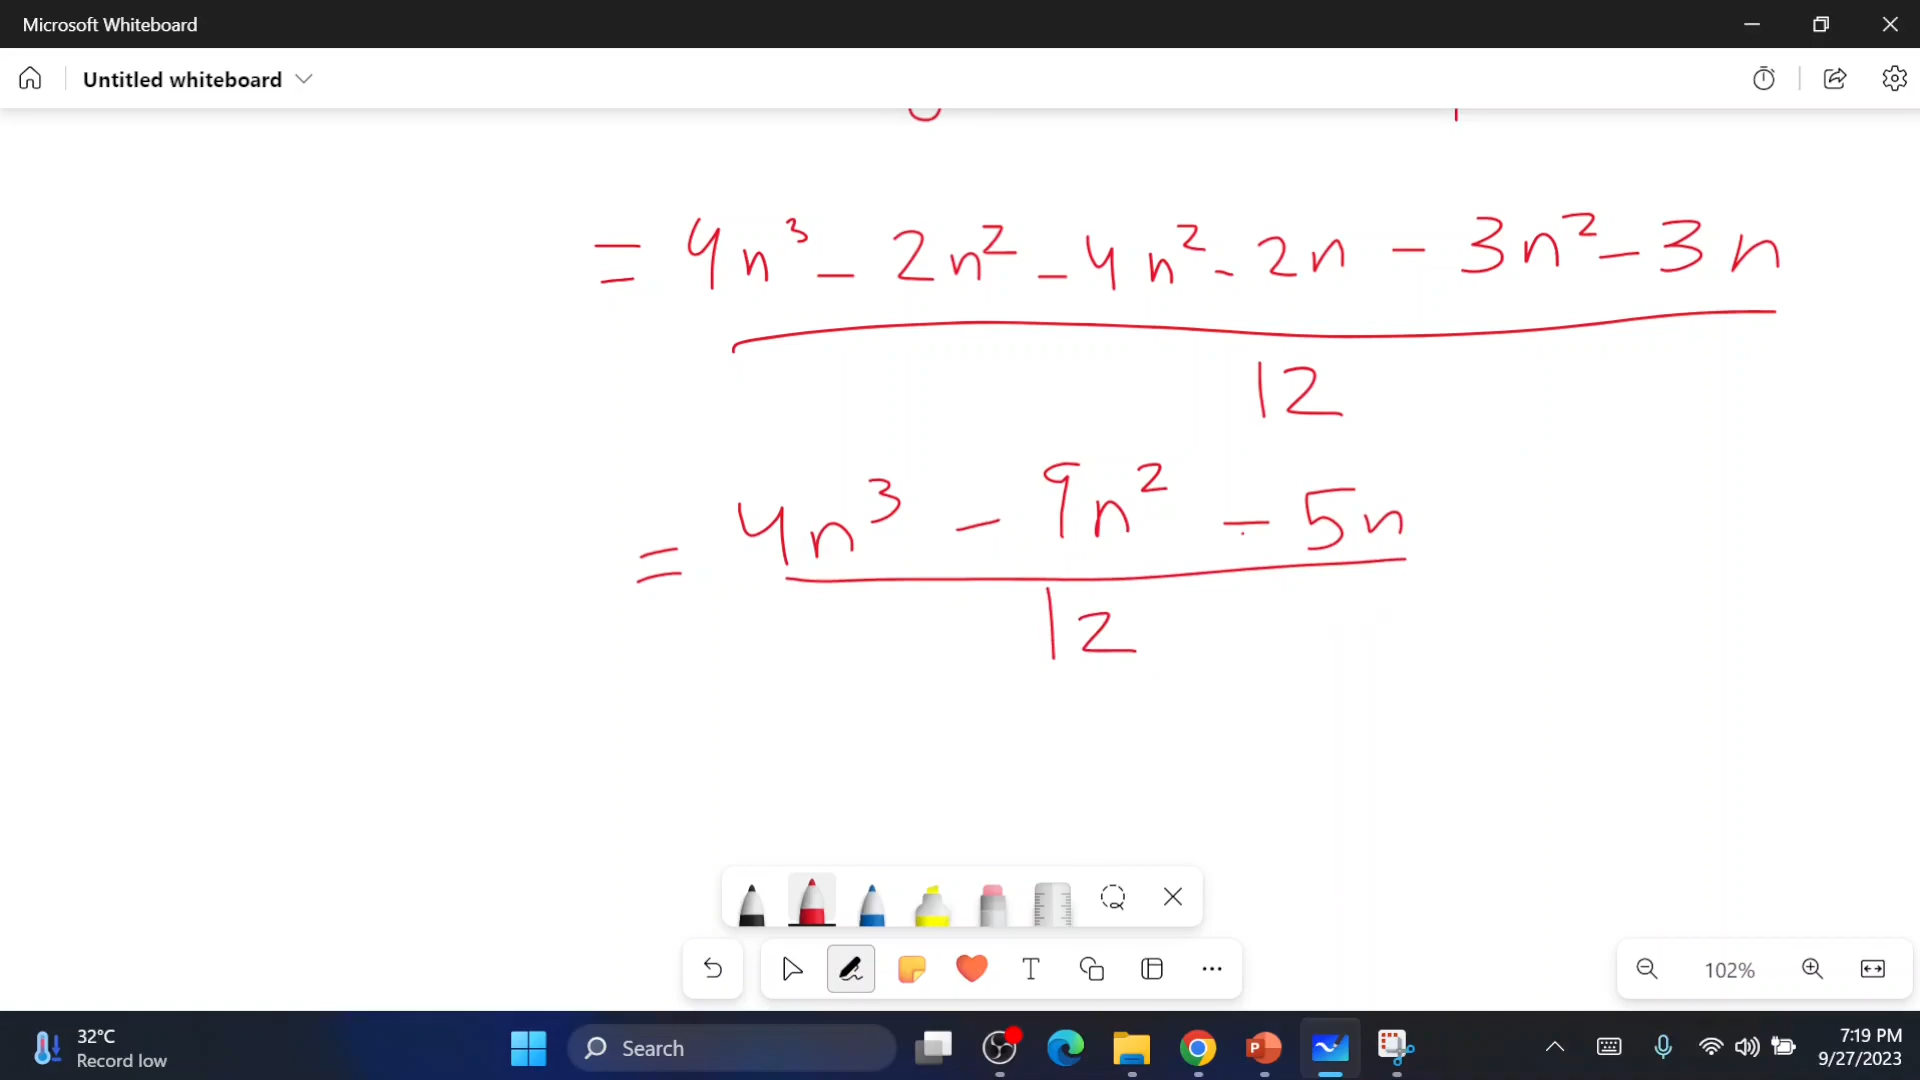 Microsoft Whiteboard
Untitled whiteboard
= 4n³ - 2n² - 4n² - 2n - 3n² - 3n
12
= 4n³ - 9n² - 5n
12
T
102%
32°C
Record low
Search
P
7:19 PM
9/27/2023